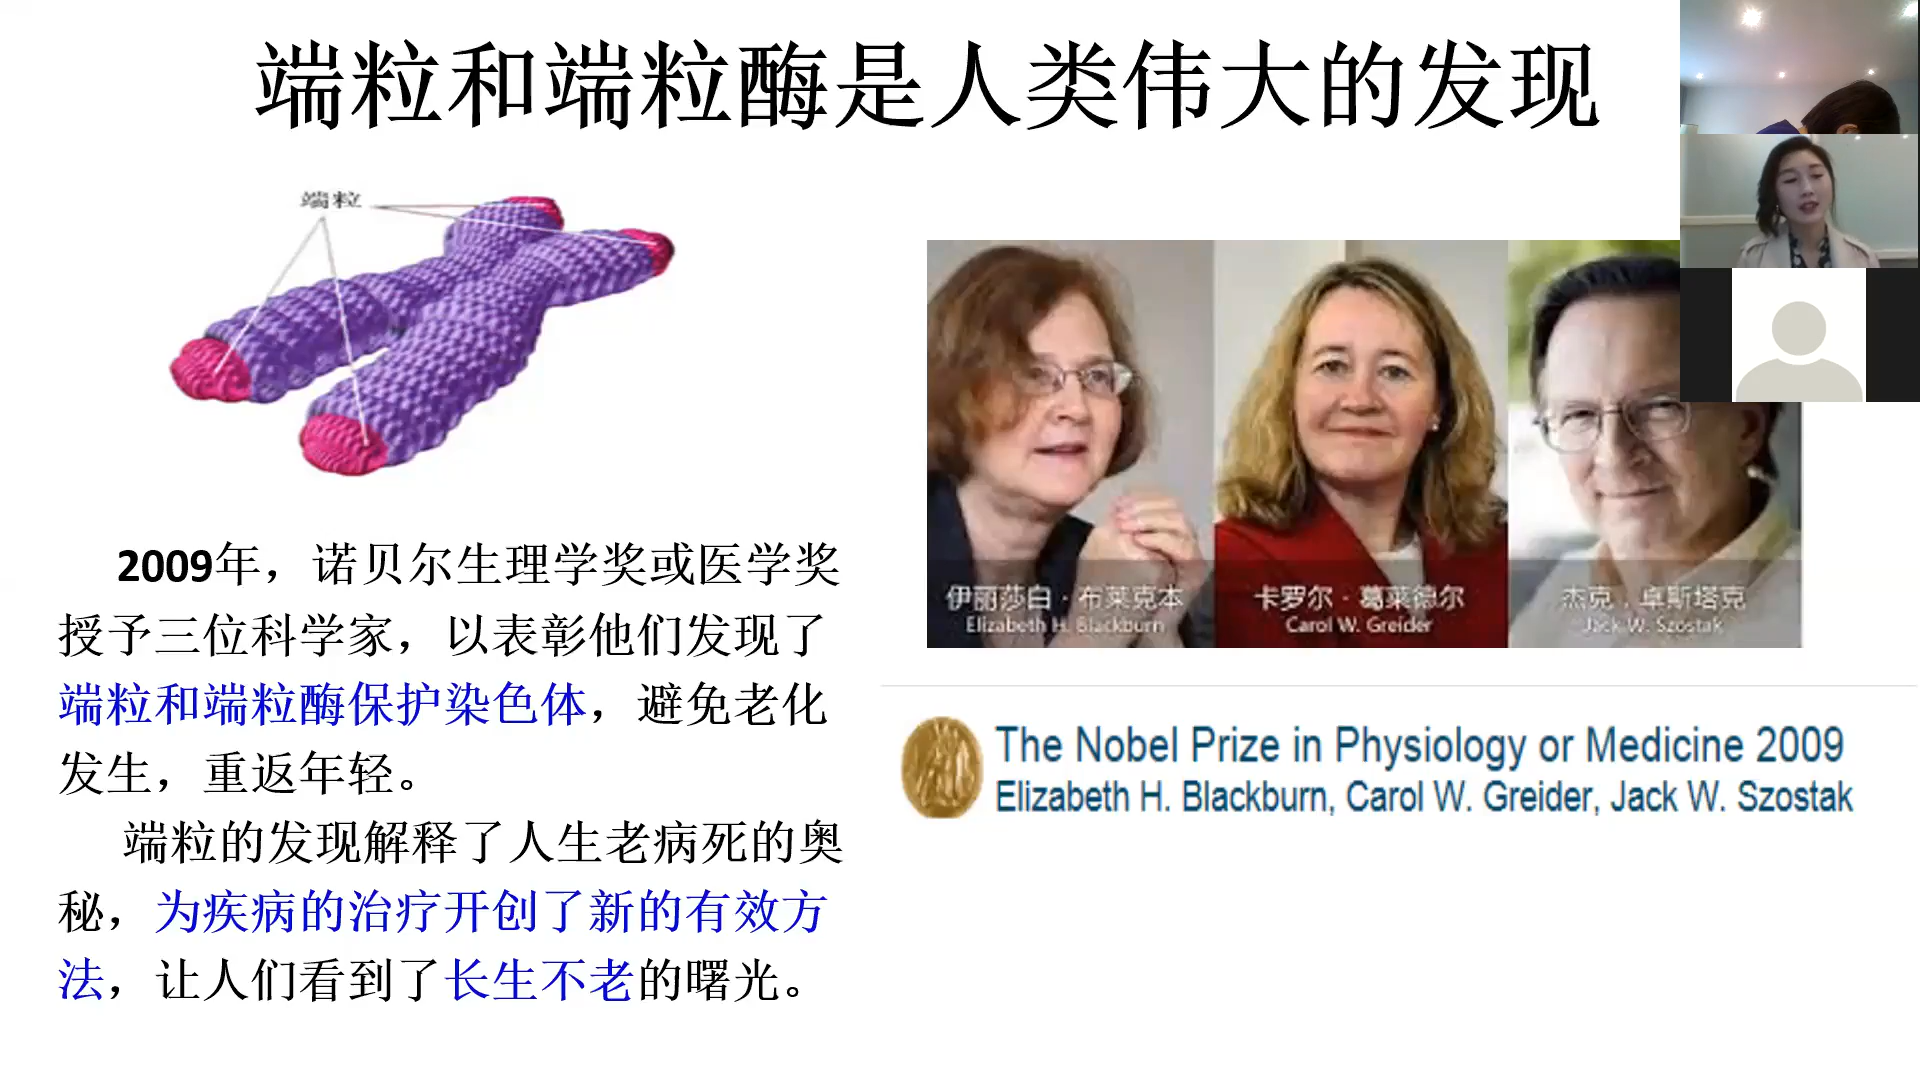 端粒和端粒酶是人类伟大的发现
端粒
伊丽莎白·布莱克本
Elizabeth H. Blackburn
卡罗尔·葛莱德尔
Carol W. Greider
杰克．卓斯塔克
Jack W. Szostak
2009年，诺贝尔生理学奖或医学奖
授予三位科学家，以表彰他们发现了
端粒和端粒酶保护染色体，避免老化
发生，重返年轻。
端粒的发现解释了人生老病死的奥
秘，为疾病的治疗开创了新的有效方
法，让人们看到了长生不老的曙光。
The Nobel Prize in Physiology or Medicine 2009
Elizabeth H. Blackburn, Carol W. Greider, Jack W. Szostak